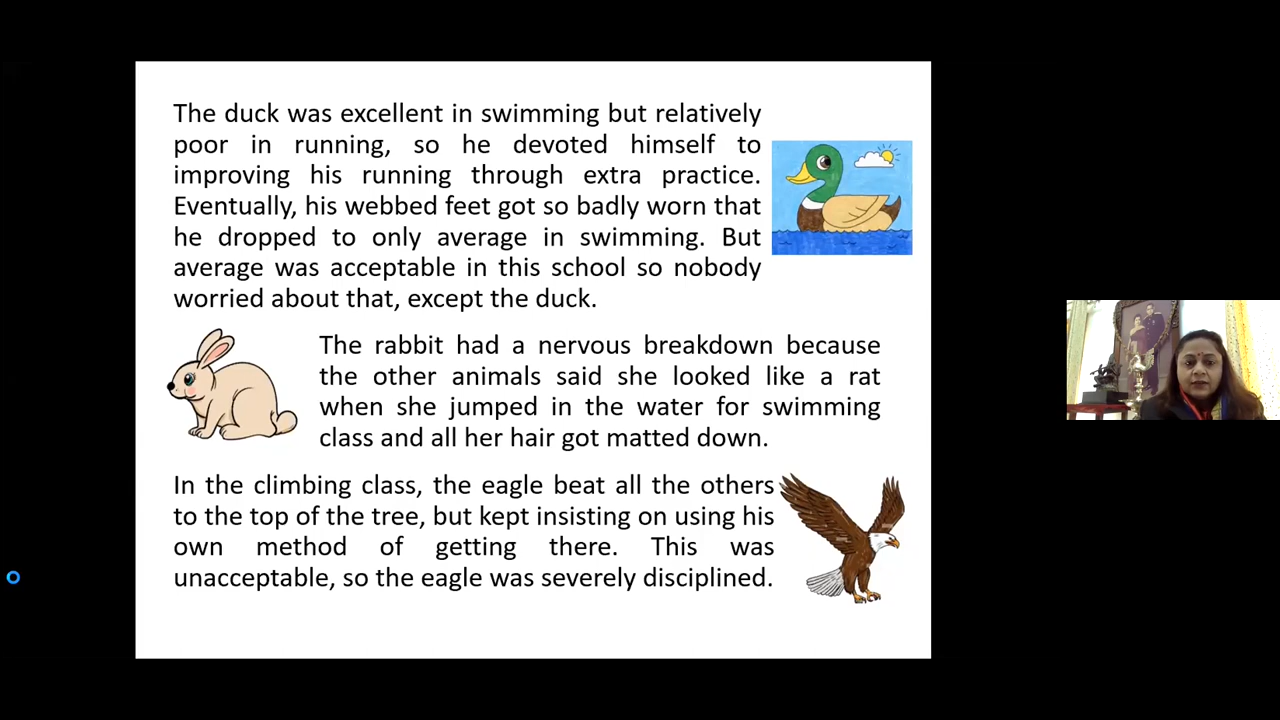 The duck was excellent in swimming but relatively
poor in running, so he devoted himself to
improving his running through extra practice.
Eventually, his webbed feet got so badly worn that
he dropped to only average in swimming. But
average was acceptable in this school so nobody
worried about that, except the duck.
The rabbit had a nervous breakdown because
the other animals said she looked like a rat
when she jumped in the water for swimming
class and all her hair got matted down.
In the climbing class, the eagle beat all the others
to the top of the tree, but kept insisting on using his
own method of getting there. This was
unacceptable, so the eagle was severely disciplined.